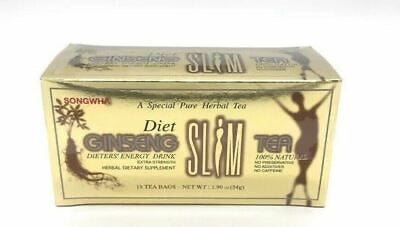 GINSENG SLiM TEA
SONGWHA
A Special Pure Herbal Tea
Diet
GINSENG SLiM TEA
DIETERS' ENERGY DRINK
EXTRA STRENGTH
HERBAL DIETARY SUPPLEMENT
100% NATURAL
NO PRESERVATIVE
NO ADDITIVES
NO CAFFEINE
18 TEA BAGS - NET WT: 1.90 oz (54g)